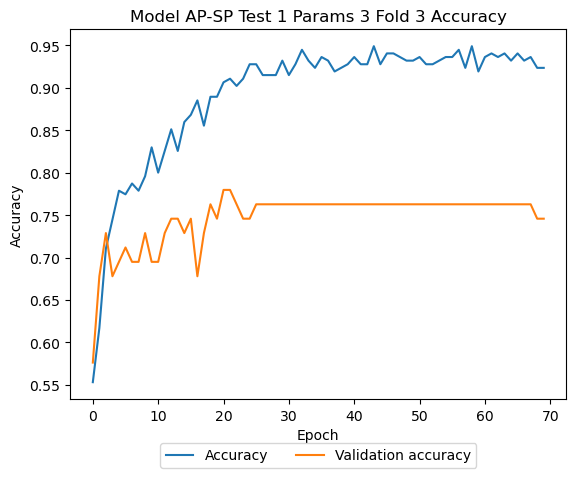 Model AP-SP Test 1 Params 3 Fold 3 Accuracy
Accuracy
0.95
0.90
0.85
0.80
0.75
0.70
0.65
0.60
0.55
0 10 20 30 40 50 60 70
Epoch
Accuracy Validation accuracy